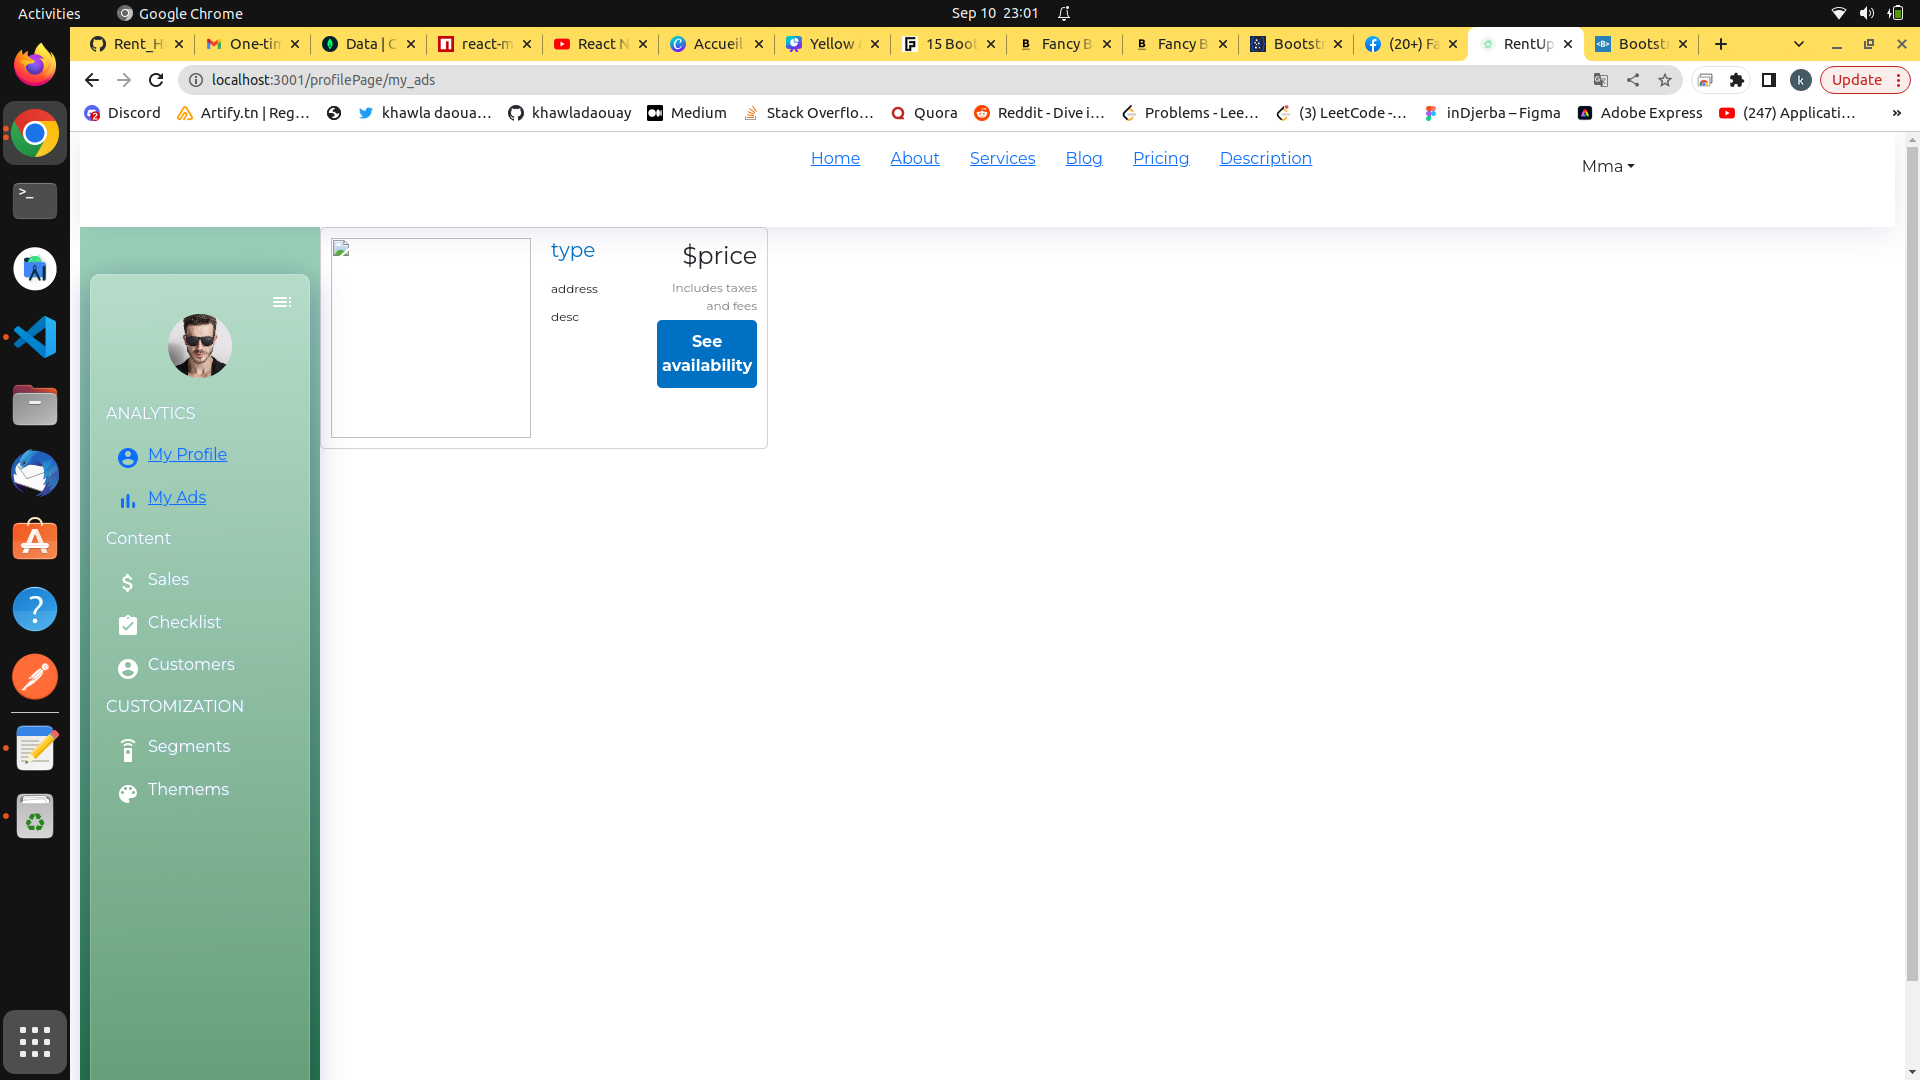 Activities Google Chrome Sep 10 23:01
Rent_H One-tim Data | C react-m React N Accueil Yellow 15 Boot Fancy B Fancy B Bootst (20+) Fa RentUp Bootst
localhost:3001/profilePage/my_ads k Update
Discord Artify.tn | Reg... khawla daoua... khawladaouay Medium Stack Overflo... Quora Reddit - Dive i... Problems - Lee... (3) LeetCode -... inDjerba – Figma Adobe Express (247) Applicati... »
Home About Services Blog Pricing Description Mma
type $price
address Includes taxes
and fees
desc
See
availability
ANALYTICS
My Profile
My Ads
Content
Sales
Checklist
Customers
CUSTOMIZATION
Segments
Themems